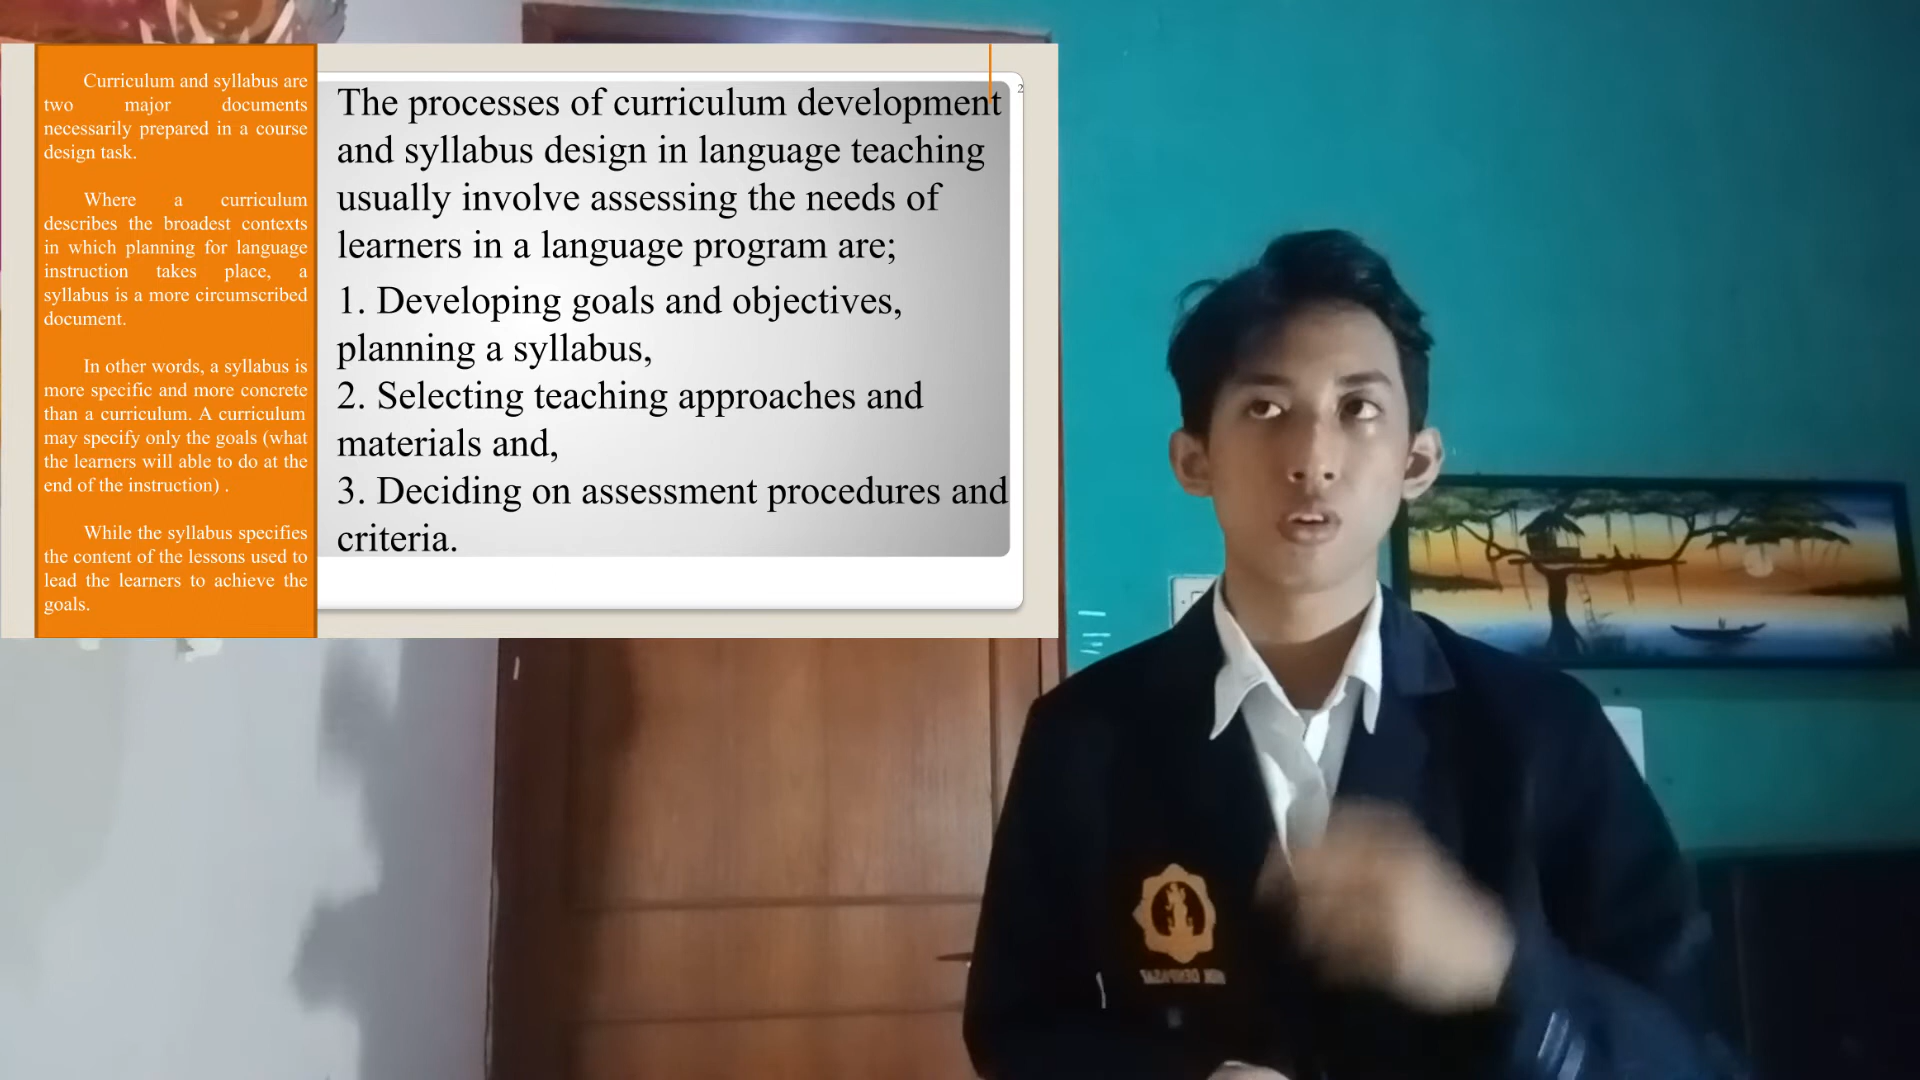 Curriculum and syllabus are
two major documents
necessarily prepared in a course
design task.
Where a curriculum
describes the broadest contexts
in which planning for language
instruction takes place, a
syllabus is a more circumscribed
document.
In other words, a syllabus is
more specific and more concrete
than a curriculum. A curriculum
may specify only the goals (what
the learners will able to do at the
end of the instruction) .
While the syllabus specifies
the content of the lessons used to
lead the learners to achieve the
goals.
2
The processes of curriculum development
and syllabus design in language teaching
usually involve assessing the needs of
learners in a language program are;
1. Developing goals and objectives,
planning a syllabus,
2. Selecting teaching approaches and
materials and,
3. Deciding on assessment procedures and
criteria.